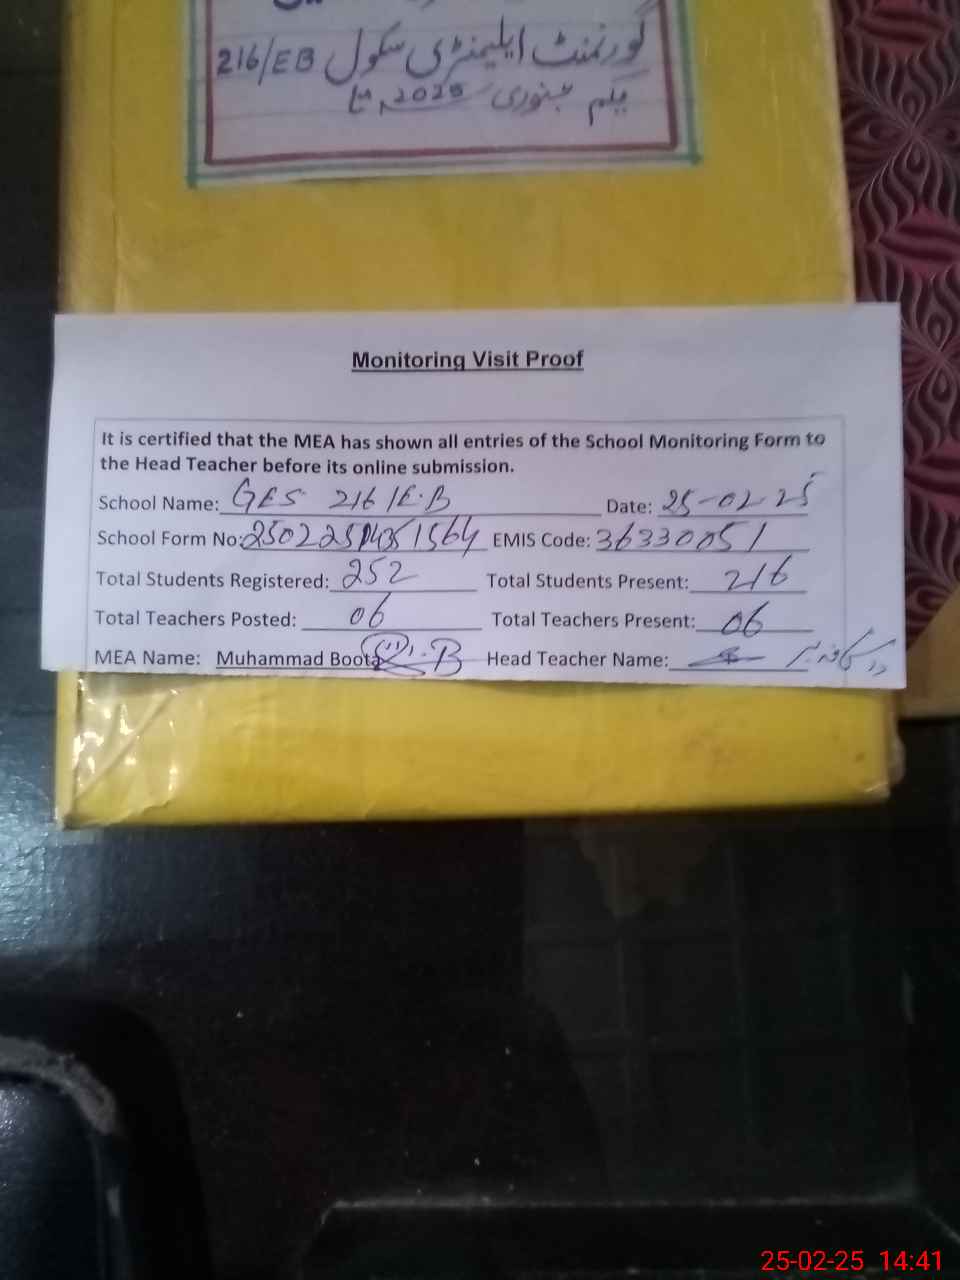 گورنمنٹ ایلیمنٹری سکول 216/EB
یکم جنوری 2025ء تا
Monitoring Visit Proof
It is certified that the MEA has shown all entries of the School Monitoring Form to
the Head Teacher before its online submission.
School Name: GES 216/E.B Date: 25-02-25
School Form No: EMIS Code: 36330051
Total Students Registered: 252 Total Students Present: 216
Total Teachers Posted: 06 Total Teachers Present: 06
MEA Name: Muhammad Boota Head Teacher Name:
25-02-25 14:41